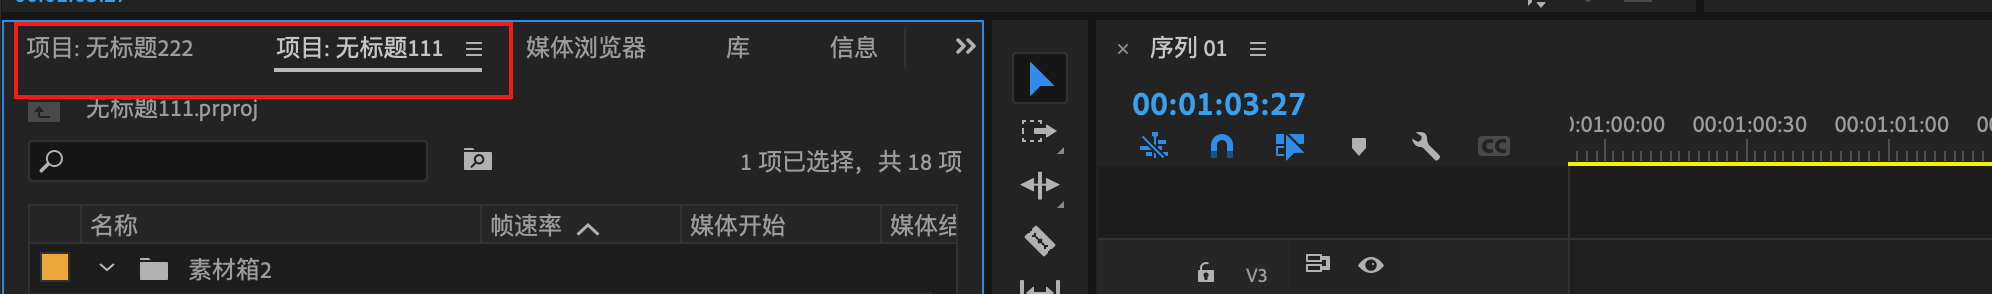 项目: 无标题222
项目: 无标题111
媒体浏览器
库
信息
序列 01
无标题111.prproj
00:01:03:27
:01:00:00
00:01:00:30
00:01:01:00
1 项已选择，共 18 项
CC
名称
帧速率
媒体开始
媒体结
素材箱2
V3